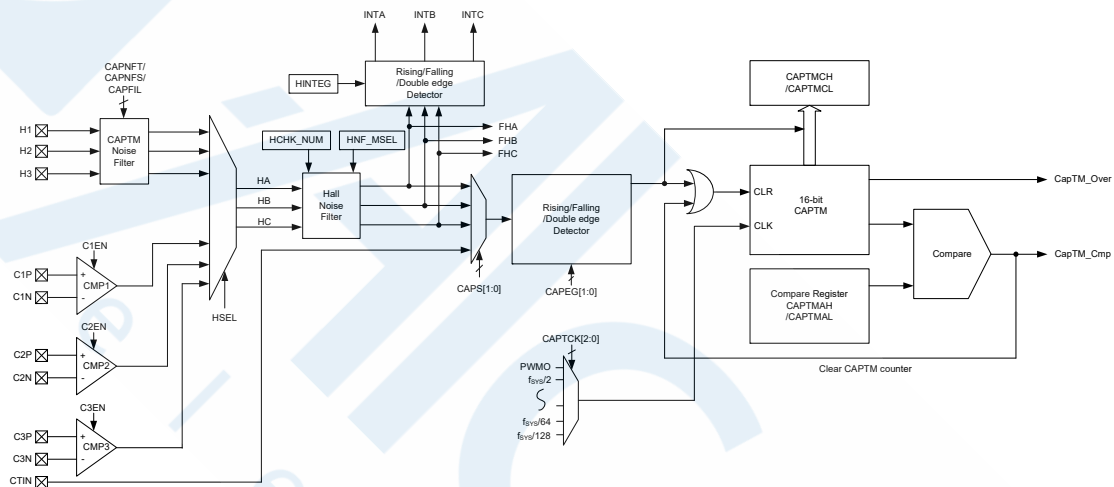 INTA
INTB
INTC
CAPNFT/
CAPNFS/
CAPFIL
HINTEG
Rising/Falling
/Double edge
Detector
CAPTMCH
/CAPTMCL
H1
H2
H3
CAPTM
Noise
Filter
HCHK_NUM
HNF_MSEL
FHA
FHB
FHC
HA
HB
HC
Hall
Noise
Filter
Rising/Falling
/Double edge
Detector
CLR
CLK
16-bit
CAPTM
CapTM_Over
Compare
CapTM_Cmp
C1EN
C1P
C1N
+
-
CMP1
HSEL
CAPS[1:0]
CAPEG[1:0]
Compare Register
CAPTMAH
/CAPTMAL
C2EN
C2P
C2N
+
-
CMP2
CAPTCK[2:0]
PWMO
fSYS/2
fSYS/64
fSYS/128
Clear CAPTM counter
C3EN
C3P
C3N
+
-
CMP3
CTIN